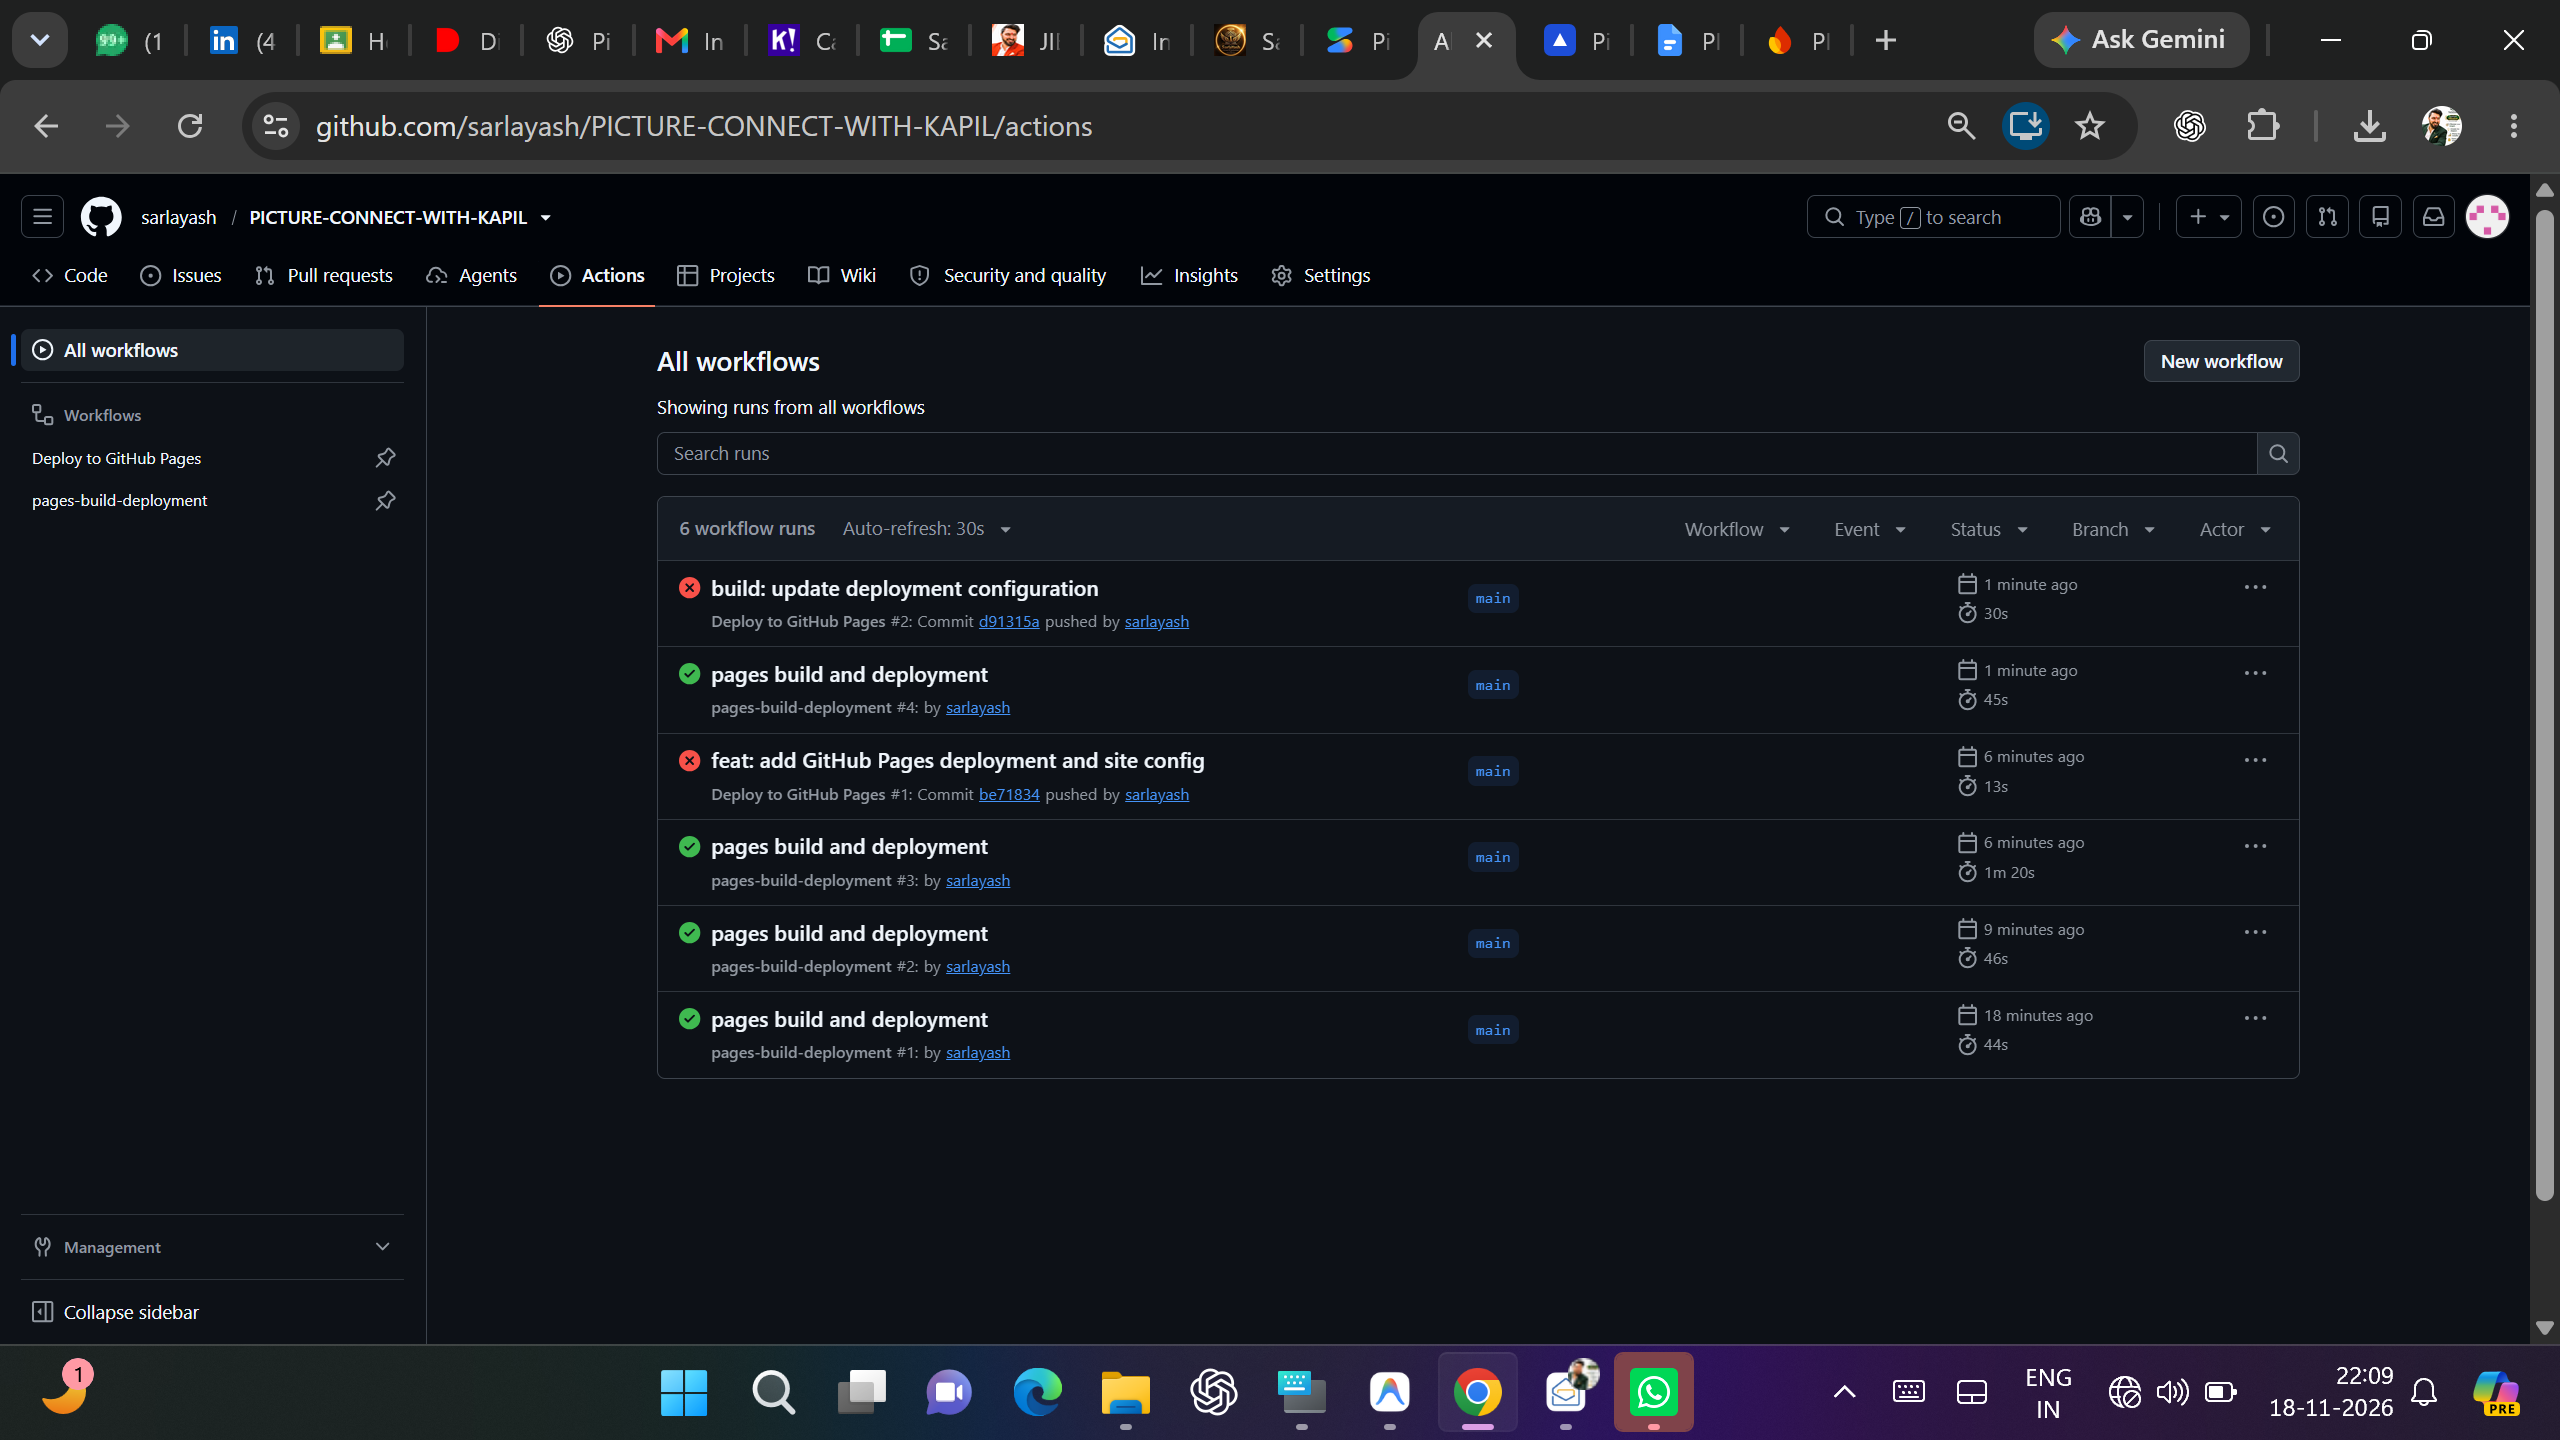 (1
(4
H
Di
Pi
In
K!
Ca
Sa
JII
In
Sa
Pi
A
Pi
Pl
Pl
Ask Gemini
github.com/sarlayash/PICTURE-CONNECT-WITH-KAPIL/actions
sarlayash / PICTURE-CONNECT-WITH-KAPIL
Type / to search
Code
Issues
Pull requests
Agents
Actions
Projects
Wiki
Security and quality
Insights
Settings
All workflows
Workflows
Deploy to GitHub Pages
pages-build-deployment
Management
Collapse sidebar
All workflows
New workflow
Showing runs from all workflows
Search runs
6 workflow runs
Auto-refresh: 30s
Workflow
Event
Status
Branch
Actor
build: update deployment configuration
Deploy to GitHub Pages #2: Commit d91315a pushed by sarlayash
main
1 minute ago
30s
pages build and deployment
pages-build-deployment #4: by sarlayash
main
1 minute ago
45s
feat: add GitHub Pages deployment and site config
Deploy to GitHub Pages #1: Commit be71834 pushed by sarlayash
main
6 minutes ago
13s
pages build and deployment
pages-build-deployment #3: by sarlayash
main
6 minutes ago
1m 20s
pages build and deployment
pages-build-deployment #2: by sarlayash
main
9 minutes ago
46s
pages build and deployment
pages-build-deployment #1: by sarlayash
main
18 minutes ago
44s
1
ENG
IN
22:09
18-11-2026
PRE